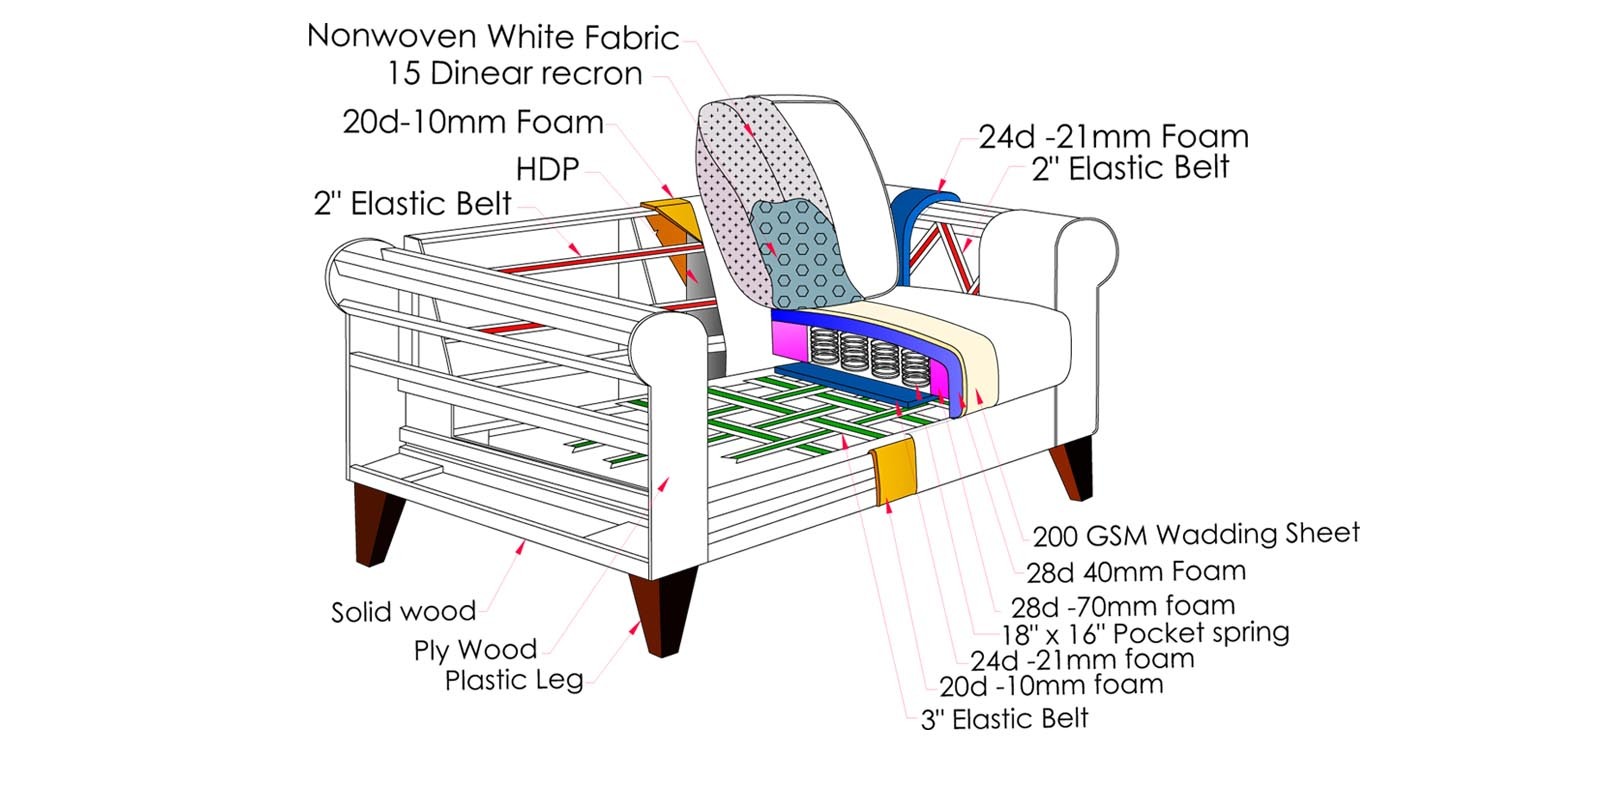 Nonwoven White Fabric
15 Dinear recron
20d-10mm Foam
HDP
2" Elastic Belt
24d -21mm Foam
2" Elastic Belt
Solid wood
Ply Wood
Plastic Leg
200 GSM Wadding Sheet
28d 40mm Foam
28d -70mm foam
18" x 16" Pocket spring
24d -21mm foam
20d -10mm foam
3" Elastic Belt